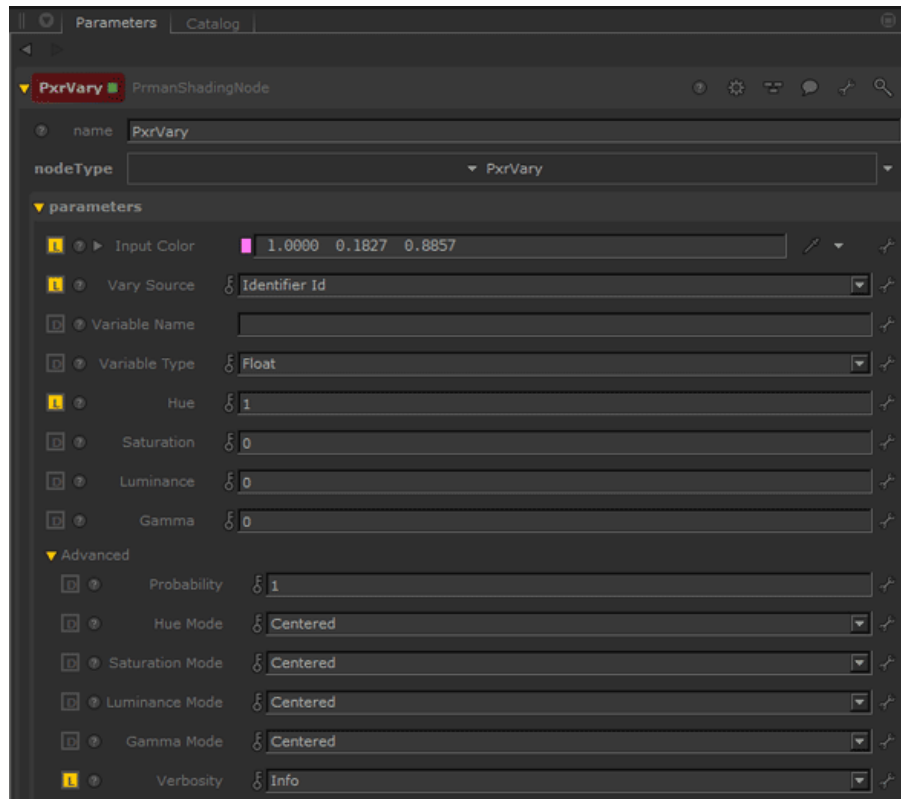 Parameters Catalog
PxrVary PrmanShadingNode
name PxrVary
nodeType PxrVary
parameters
L Input Color 1.0000 0.1827 0.8857
L Vary Source Identifier Id
D Variable Name
D Variable Type Float
L Hue 1
D Saturation 0
D Luminance 0
D Gamma 0
Advanced
D Probability 1
D Hue Mode Centered
D Saturation Mode Centered
D Luminance Mode Centered
D Gamma Mode Centered
L Verbosity Info